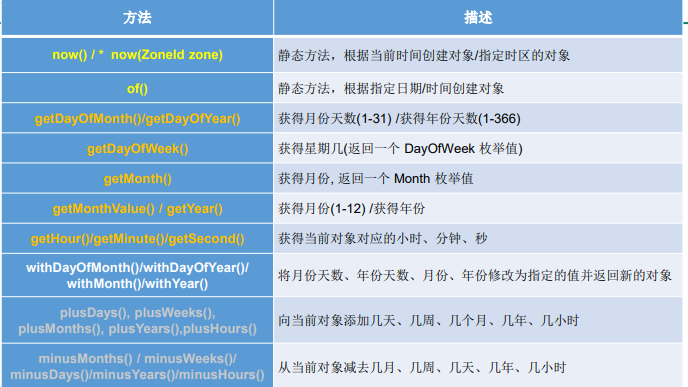 方法 描述
now() / * now(ZoneId zone) 静态方法，根据当前时间创建对象/指定时区的对象
of() 静态方法，根据指定日期/时间创建对象
getDayOfMonth()/getDayOfYear() 获得月份天数(1-31) /获得年份天数(1-366)
getDayOfWeek() 获得星期几(返回一个 DayOfWeek 枚举值)
getMonth() 获得月份, 返回一个 Month 枚举值
getMonthValue() / getYear() 获得月份(1-12) /获得年份
getHour()/getMinute()/getSecond() 获得当前对象对应的小时、分钟、秒
withDayOfMonth()/withDayOfYear()/
withMonth()/withYear()
将月份天数、年份天数、月份、年份修改为指定的值并返回新的对象
plusDays(), plusWeeks(),
plusMonths(), plusYears(),plusHours()
向当前对象添加几天、几周、几个月、几年、几小时
minusMonths() / minusWeeks()/
minusDays()/minusYears()/minusHours()
从当前对象减去几月、几周、几天、几年、几小时